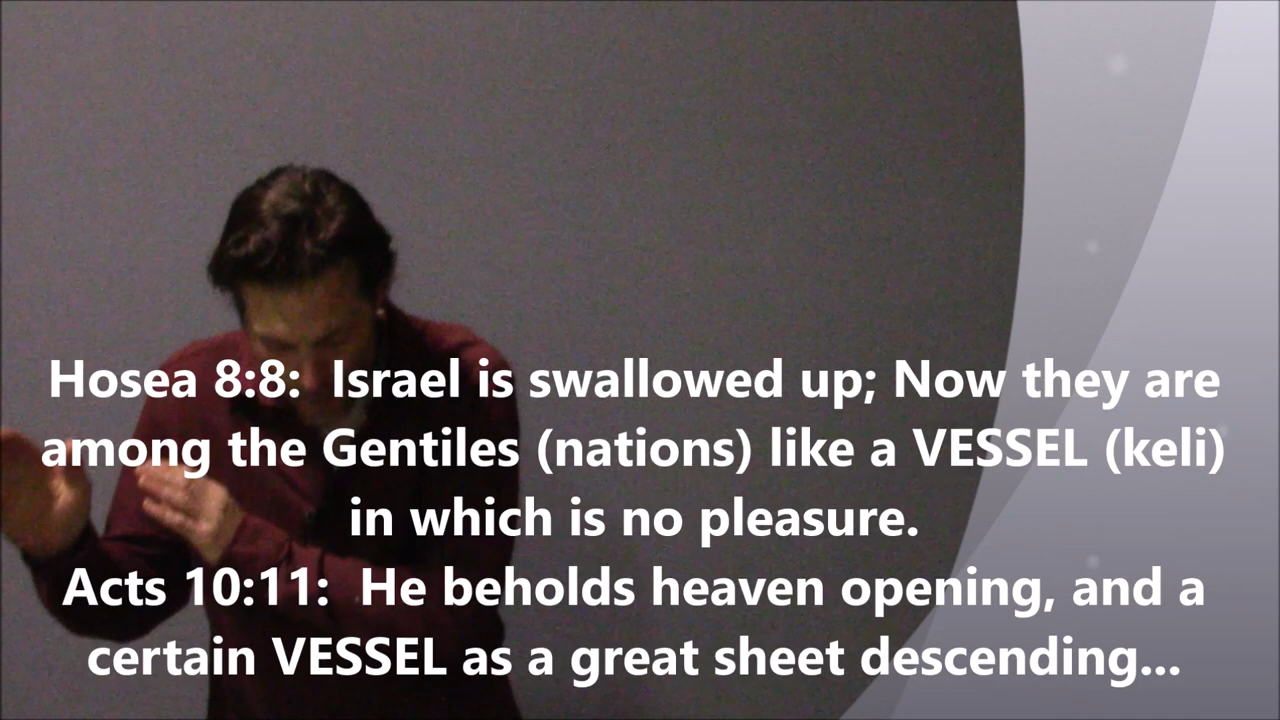 Hosea 8:8:  Israel is swallowed up; Now they are
among the Gentiles (nations) like a VESSEL (keli)
in which is no pleasure.
Acts 10:11:  He beholds heaven opening, and a
certain VESSEL as a great sheet descending...